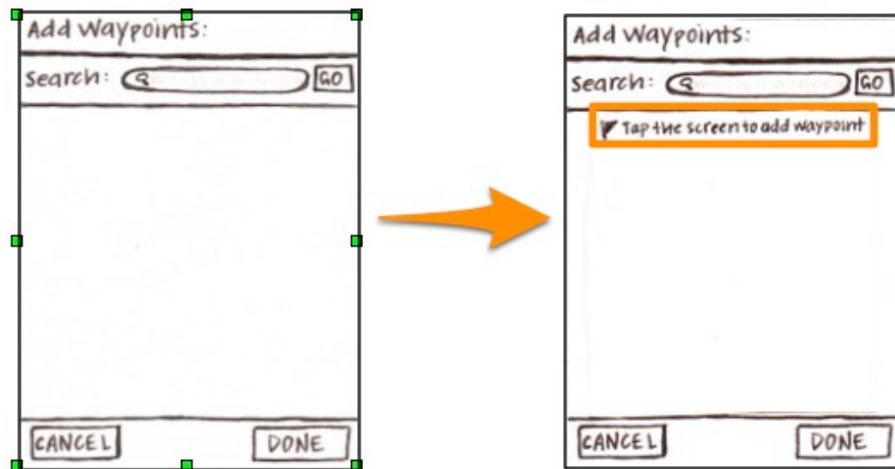 Add Waypoints:
Search:
GO
CANCEL
DONE
Add Waypoints:
Search:
GO
Tap the screen to add waypoint
CANCEL
DONE